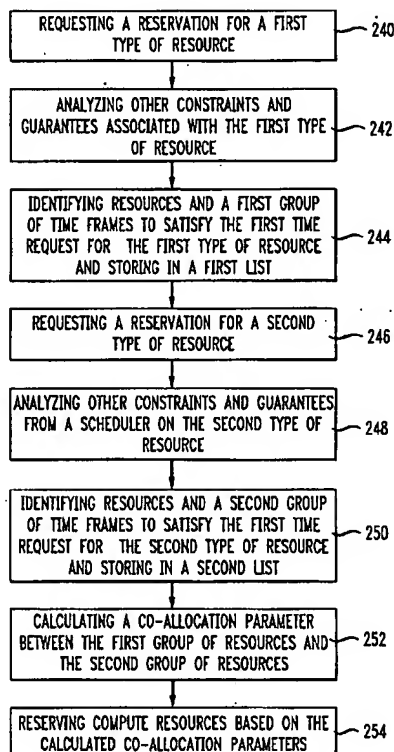 REQUESTING A RESERVATION FOR A FIRST
TYPE OF RESOURCE
240
ANALYZING OTHER CONSTRAINTS AND
GUARANTEES ASSOCIATED WITH THE FIRST TYPE
OF RESOURCE
242
IDENTIFYING RESOURCES AND A FIRST GROUP
OF TIME FRAMES TO SATISFY THE FIRST TIME
REQUEST FOR THE FIRST TYPE OF RESOURCE
AND STORING IN A FIRST LIST
244
REQUESTING A RESERVATION FOR A SECOND
TYPE OF RESOURCE
246
ANALYZING OTHER CONSTRAINTS AND GUARANTEES
FROM A SCHEDULER ON THE SECOND TYPE OF
RESOURCE
248
IDENTIFYING RESOURCES AND A SECOND GROUP
OF TIME FRAMES TO SATISFY THE FIRST TIME
REQUEST FOR THE SECOND TYPE OF RESOURCE
AND STORING IN A SECOND LIST
250
CALCULATING A CO-ALLOCATION PARAMETER
BETWEEN THE FIRST GROUP OF RESOURCES AND
THE SECOND GROUP OF RESOURCES
252
RESERVING COMPUTE RESOURCES BASED ON THE
CALCULATED CO-ALLOCATION PARAMETERS
254